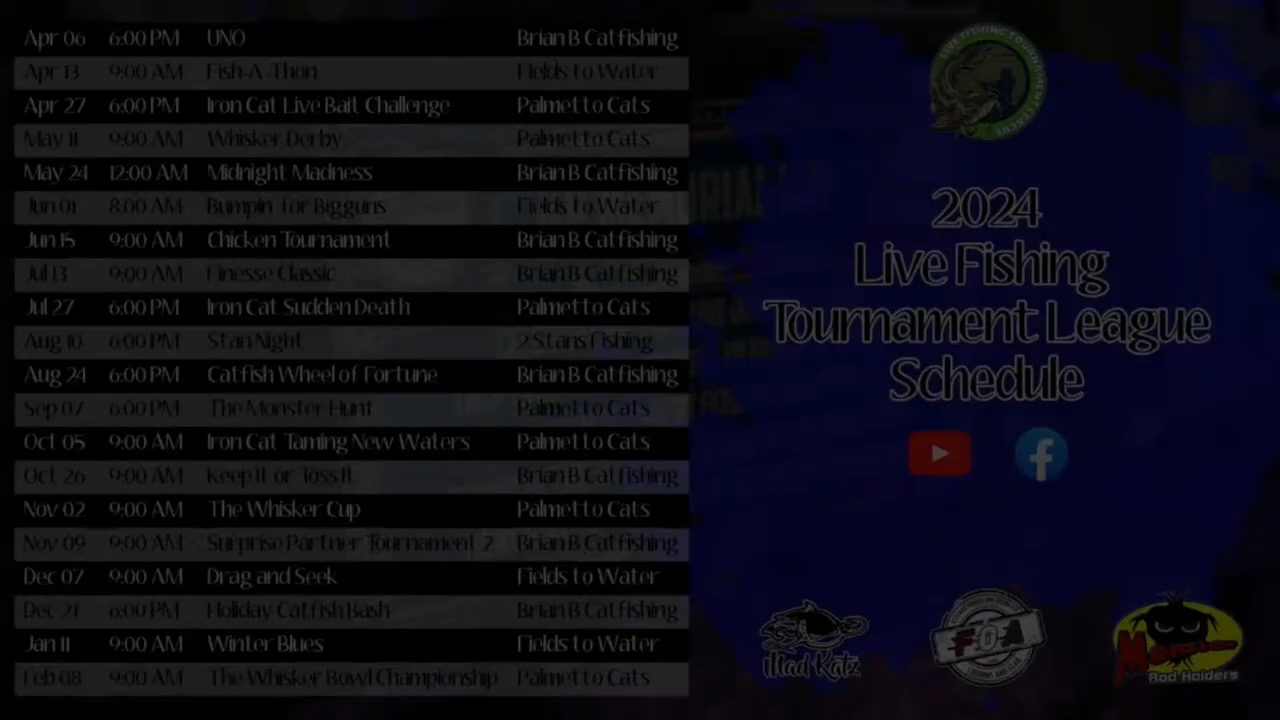 Apr 06 6:00 PM UNO Brian B Catfishing
Apr 13 9:00 AM Fish-A-Thon Fields to Water
Apr 27 6:00 PM Iron Cat Live Bait Challenge Palmetto Cats
May 11 9:00 AM Whisker Derby Palmetto Cats
May 24 12:00 AM Midnight Madness Brian B Catfishing
Jun 01 8:00 AM Bumpin for Bigguns Fields to Water
Jun 15 9:00 AM Chicken Tournament Brian B Catfishing
Jul 13 9:00 AM Finesse Classic Brian B Catfishing
Jul 27 6:00 PM Iron Cat Sudden Death Palmetto Cats
Aug 10 6:00 PM Stan Night 2 Stans Fishing
Aug 24 6:00 PM Catfish Wheel of Fortune Brian B Catfishing
Sep 07 6:00 PM The Monster Hunt Palmetto Cats
Oct 05 9:00 AM Iron Cat Taming New Waters Palmetto Cats
Oct 26 9:00 AM Keep It or Toss It Brian B Catfishing
Nov 02 9:00 AM The Whisker Cup Palmetto Cats
Nov 09 9:00 AM Surprise Partner Tournament 2 Brian B Catfishing
Dec 07 9:00 AM Drag and Seek Fields to Water
Dec 21 6:00 PM Holiday Catfish Bash Brian B Catfishing
Jan 11 9:00 AM Winter Blues Fields to Water
Feb 08 9:00 AM The Whisker Bowl Championship Palmetto Cats
LIVE FISHING TOURNAMENT LEAGUE
2024
Live Fishing
Tournament League
Schedule
f
Mad Katz
FOA
Monster
Rod Holders